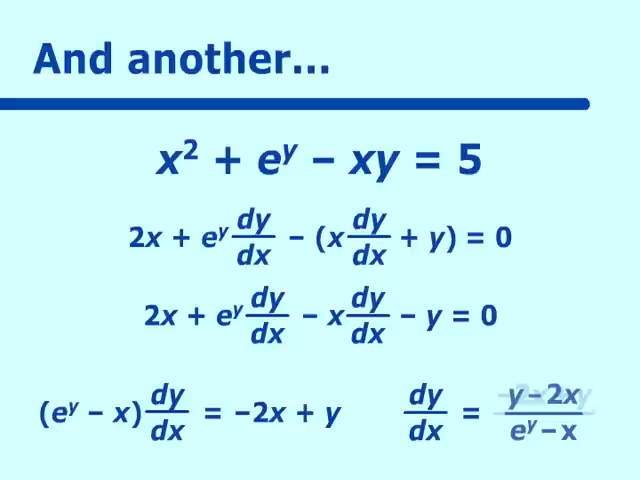 And another...
x² + eʸ – xy = 5
2x + eʸ dy/dx – (x dy/dx + y) = 0
2x + eʸ dy/dx – x dy/dx – y = 0
(eʸ – x) dy/dx = –2x + y    dy/dx = (y – 2x)/(eʸ – x)